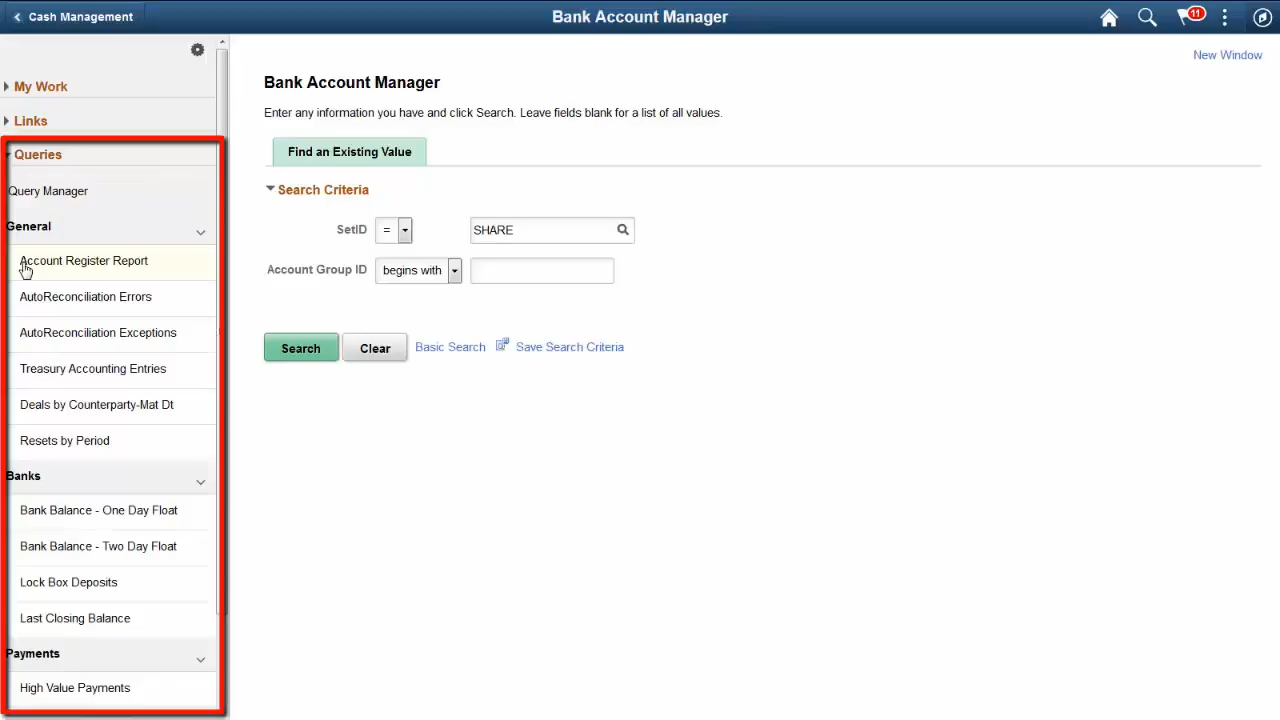 Cash Management
Bank Account Manager
11
New Window
My Work
Links
Queries
Query Manager
General
Account Register Report
AutoReconciliation Errors
AutoReconciliation Exceptions
Treasury Accounting Entries
Deals by Counterparty-Mat Dt
Resets by Period
Banks
Bank Balance - One Day Float
Bank Balance - Two Day Float
Lock Box Deposits
Last Closing Balance
Payments
High Value Payments
Bank Account Manager
Enter any information you have and click Search. Leave fields blank for a list of all values.
Find an Existing Value
Search Criteria
SetID = SHARE
Account Group ID begins with
Search Clear Basic Search Save Search Criteria